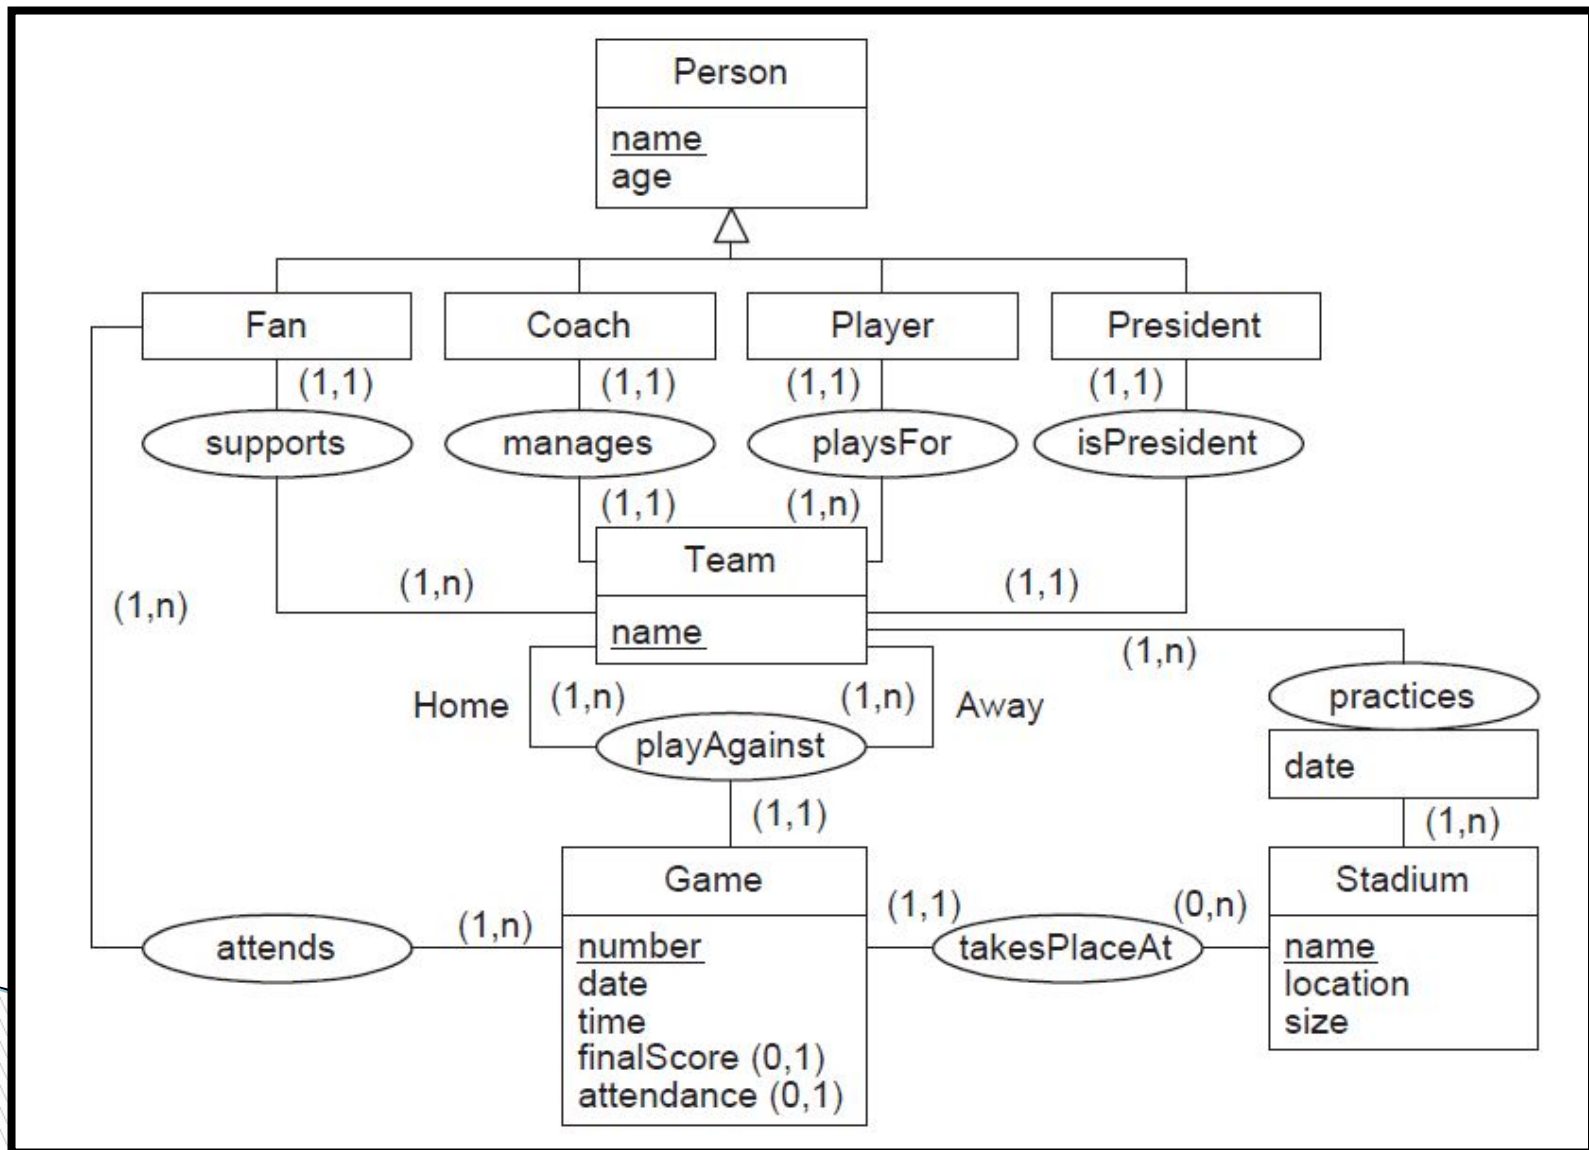 Person
name
age
Fan
Coach
Player
President
(1,1)
(1,1)
(1,1)
(1,1)
supports
manages
playsFor
isPresident
(1,1)
(1,n)
Team
(1,n)
(1,1)
(1,n)
name
(1,n)
Home
(1,n)
(1,n)
Away
practices
playAgainst
date
(1,1)
(1,n)
Game
Stadium
(1,1)
(0,n)
(1,n)
attends
number
takesPlaceAt
name
date
location
time
size
finalScore (0,1)
attendance (0,1)